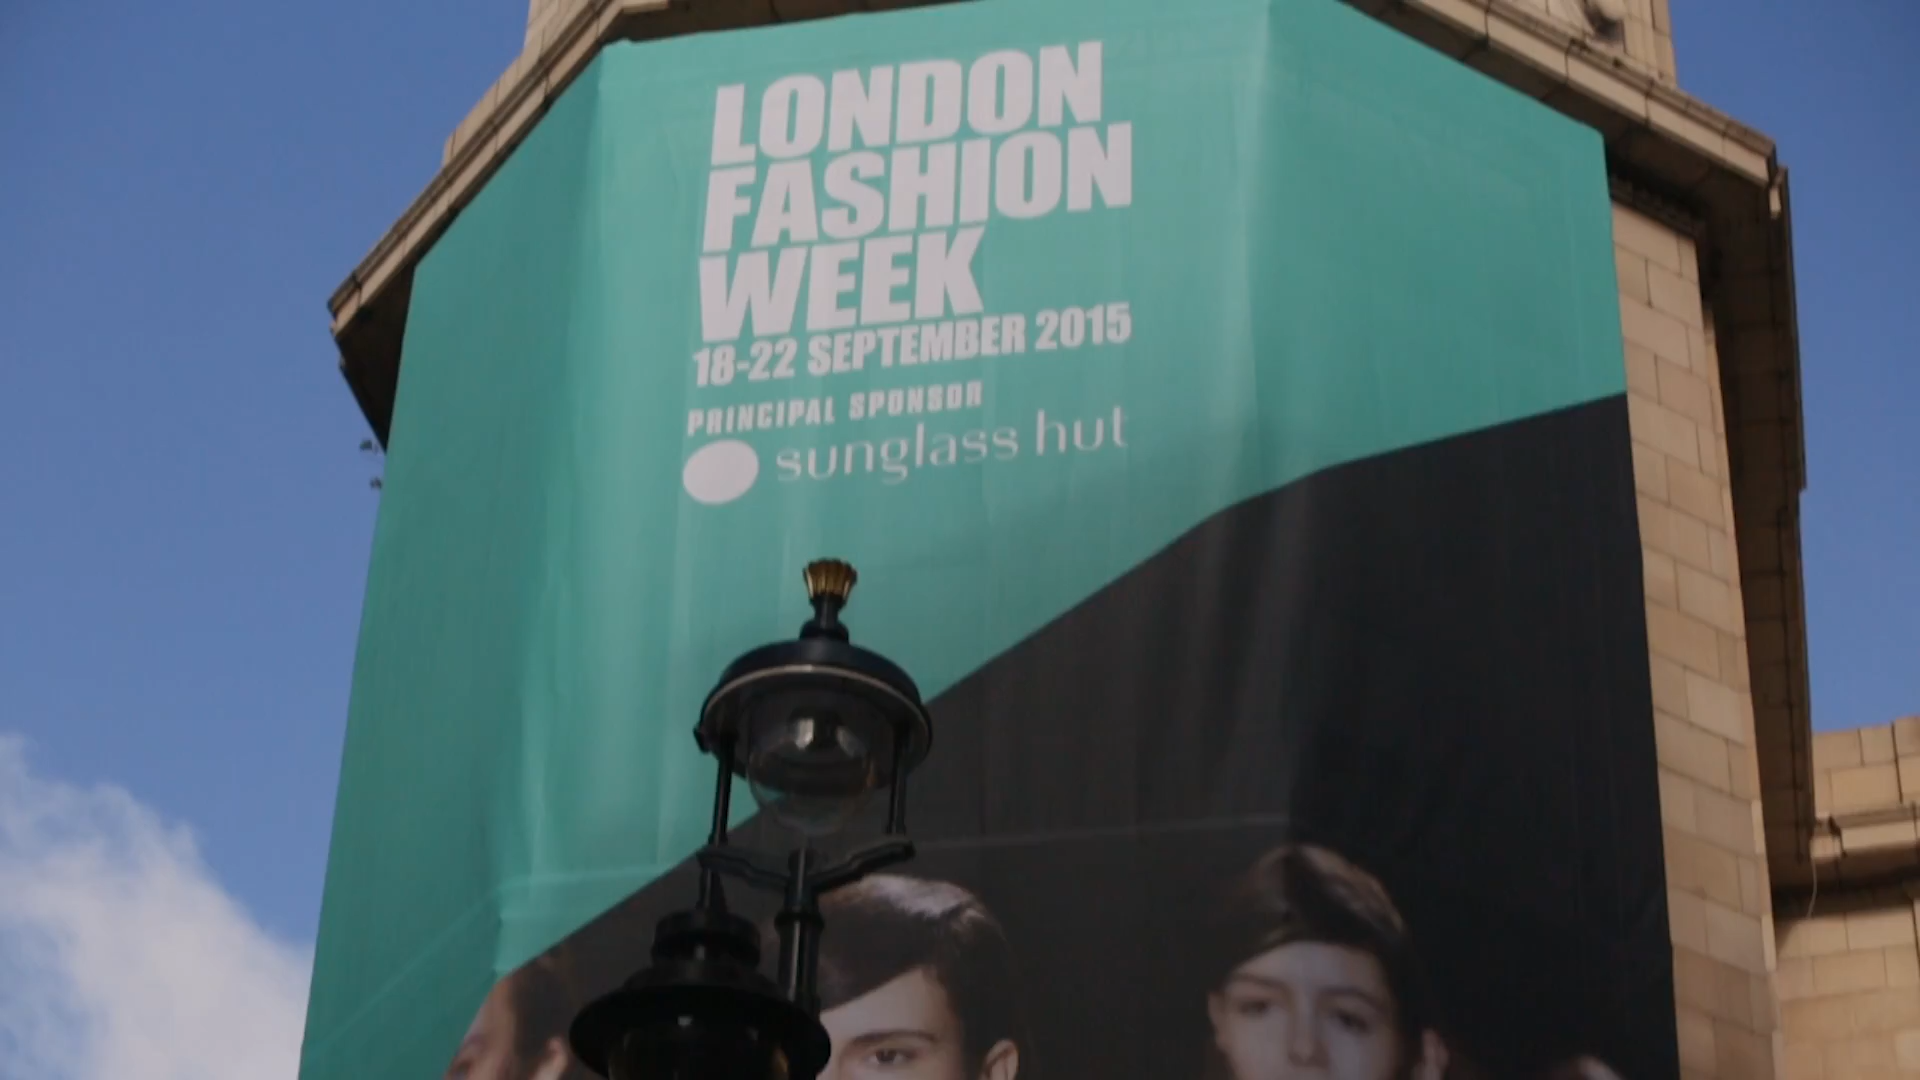 LONDON
FASHION
WEEK
18-22 SEPTEMBER 2015
PRINCIPAL SPONSOR
sunglass hut